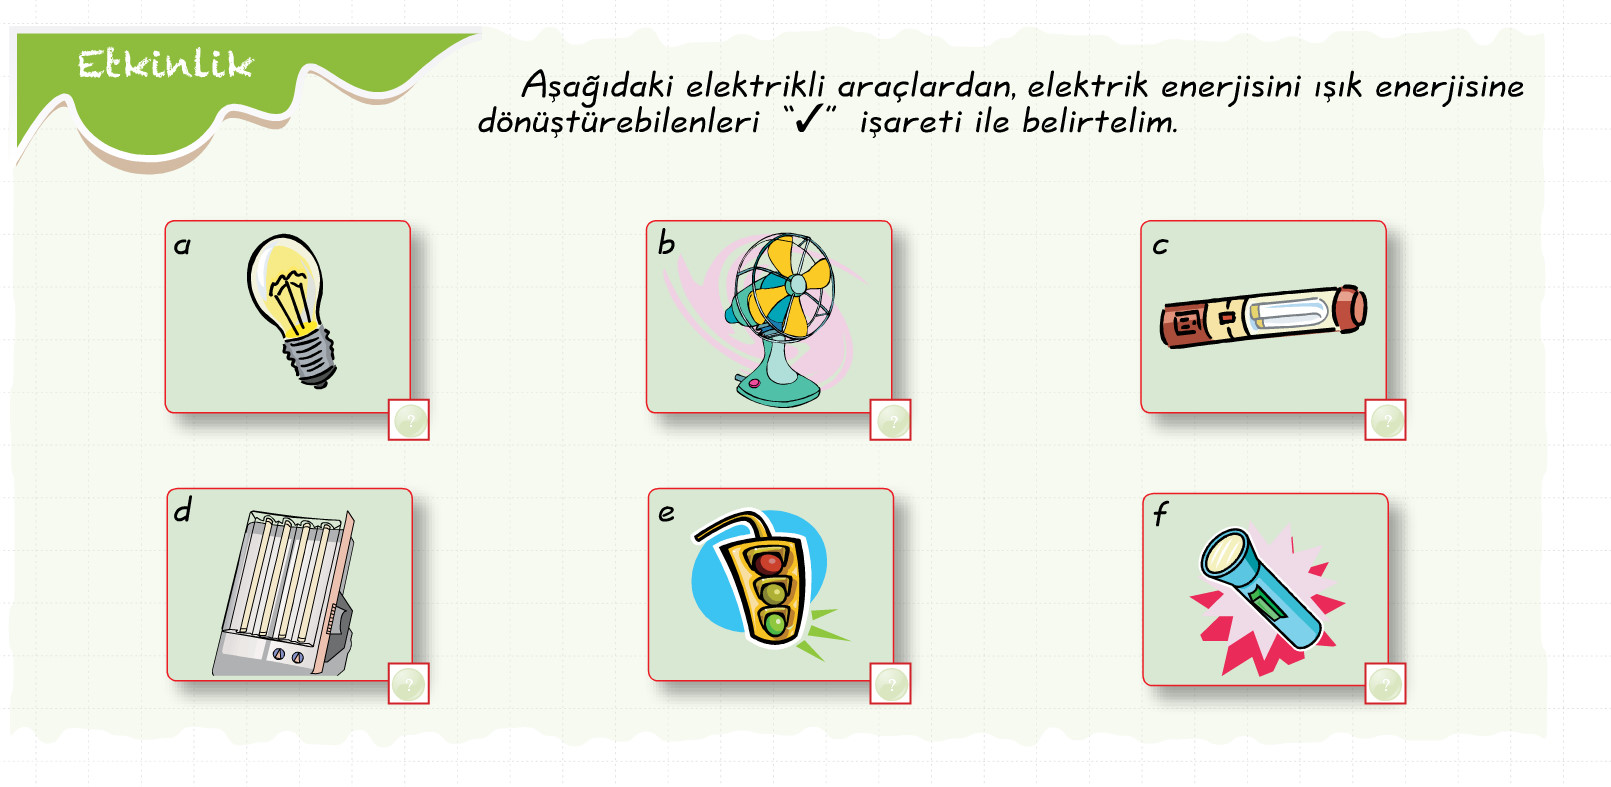 Etkinlik
Aşağıdaki elektrikli araçlardan, elektrik enerjisini ışık enerjisine
dönüştürebilenleri “✓” işareti ile belirtelim.
a
b
c
?
?
?
d
e
f
?
?
?